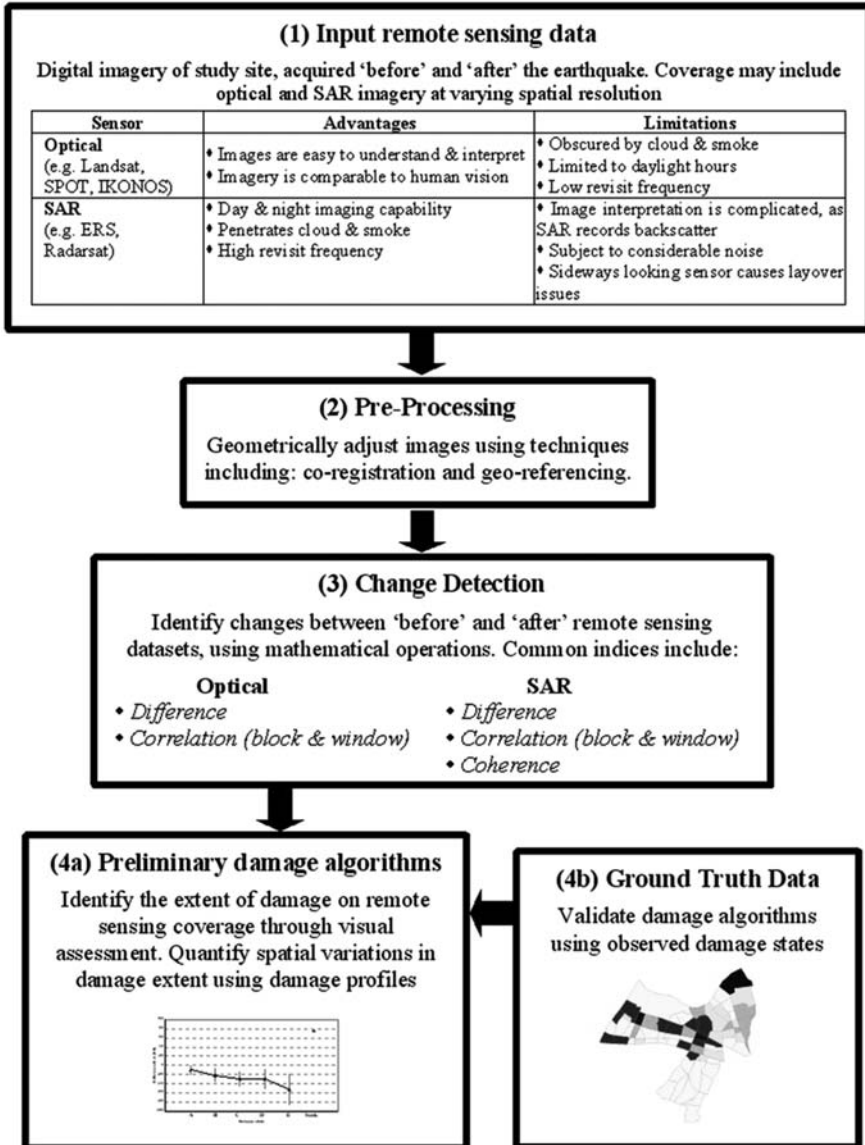 (1) Input remote sensing data
Digital imagery of study site, acquired ‘before’ and ‘after’ the earthquake. Coverage may include
optical and SAR imagery at varying spatial resolution
Sensor
Advantages
Limitations
Optical
(e.g. Landsat,
SPOT, IKONOS)
♦ Images are easy to understand & interpret
♦ Imagery is comparable to human vision
♦ Obscured by cloud & smoke
♦ Limited to daylight hours
♦ Low revisit frequency
SAR
(e.g. ERS,
Radarsat)
♦ Day & night imaging capability
♦ Penetrates cloud & smoke
♦ High revisit frequency
♦ Image interpretation is complicated, as
SAR records backscatter
♦ Subject to considerable noise
♦ Sideways looking sensor causes layover
issues
(2) Pre-Processing
Geometrically adjust images using techniques
including: co-registration and geo-referencing.
(3) Change Detection
Identify changes between ‘before’ and ‘after’ remote sensing
datasets, using mathematical operations. Common indices include:
Optical
♦ Difference
♦ Correlation (block & window)
SAR
♦ Difference
♦ Correlation (block & window)
♦ Coherence
(4a) Preliminary damage algorithms
Identify the extent of damage on remote
sensing coverage through visual
assessment. Quantify spatial variations in
damage extent using damage profiles
(4b) Ground Truth Data
Validate damage algorithms
using observed damage states